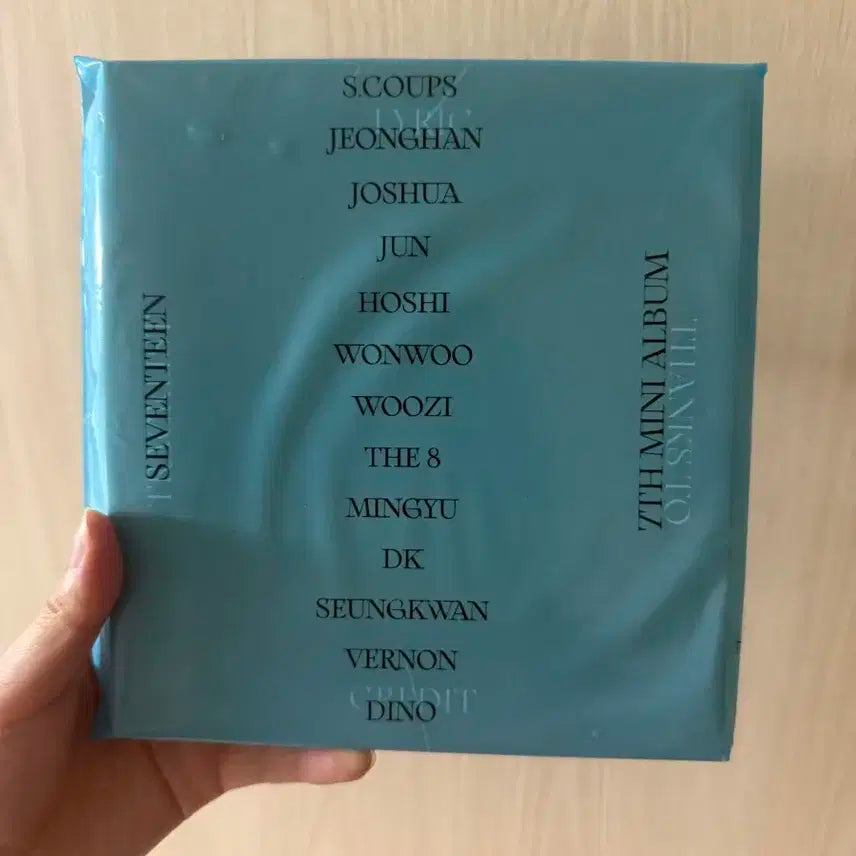 S.COUPS
LYRIC
JEONGHAN
JOSHUA
JUN
HOSHI
WONWOO
WOOZI
THE 8
MINGYU
DK
SEUNGKWAN
VERNON
CREDIT
DINO
SEVENTEEN
7TH MINI ALBUM
THANKS TO